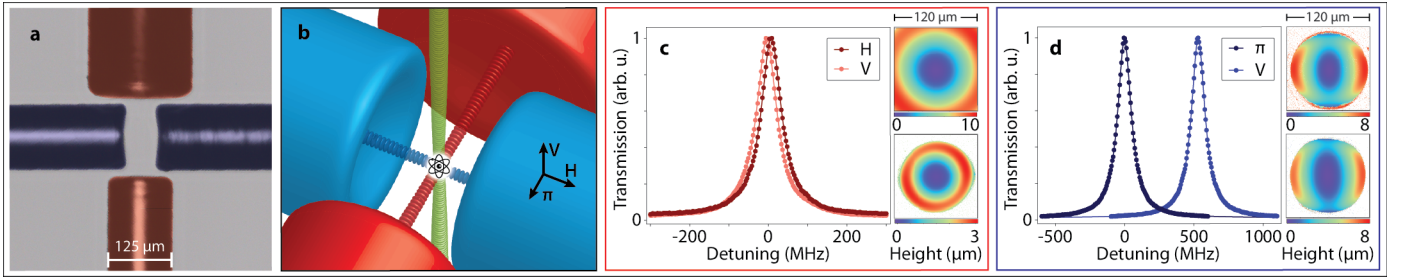 a
125 μm
b
V
H
π
c
H
V
1
0
Transmission (arb. u.)
-200
0
200
Detuning (MHz)
120 μm
0
10
0
3
Height (μm)
d
π
V
1
0
Transmission (arb. u.)
-500
0
500
1000
Detuning (MHz)
120 μm
0
8
0
8
Height (μm)